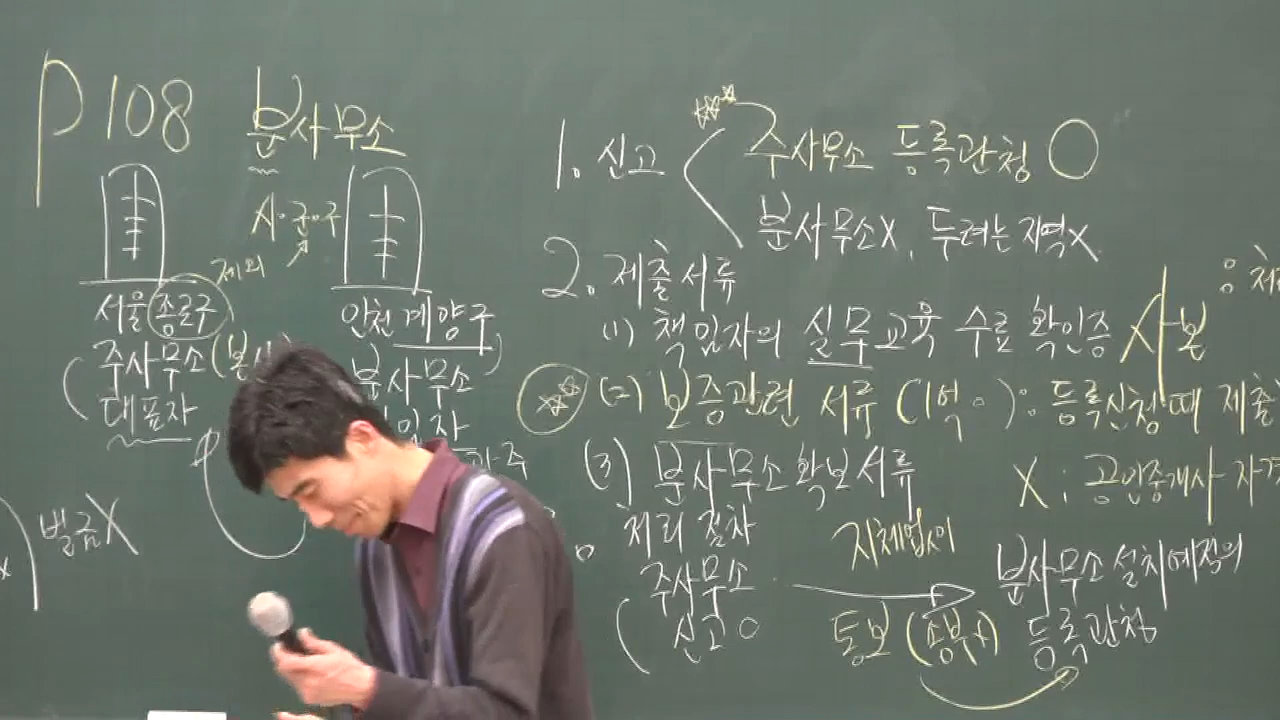 P108 분사무소
시·군·구
제외
서울 종로구
주사무소 (본
대표자
인천 계양구
분사무소
벌금X
1. 신고
주사무소 등록관청 O
분사무소X, 두려는 지역X
2. 제출서류
(1) 책임자의 실무교육 수료 확인증 사본
(2) 보증관련 서류 (1억 ): 등록신청 때 제출
(3) 분사무소 확보서류
X : 공인중개사 자격
처리 절차
주사무소
신고 O
지체없이
통보 (송부X)
분사무소 설치예정의
등록관청